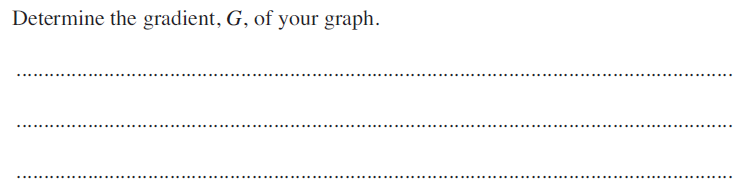 Determine the gradient, G, of your graph.